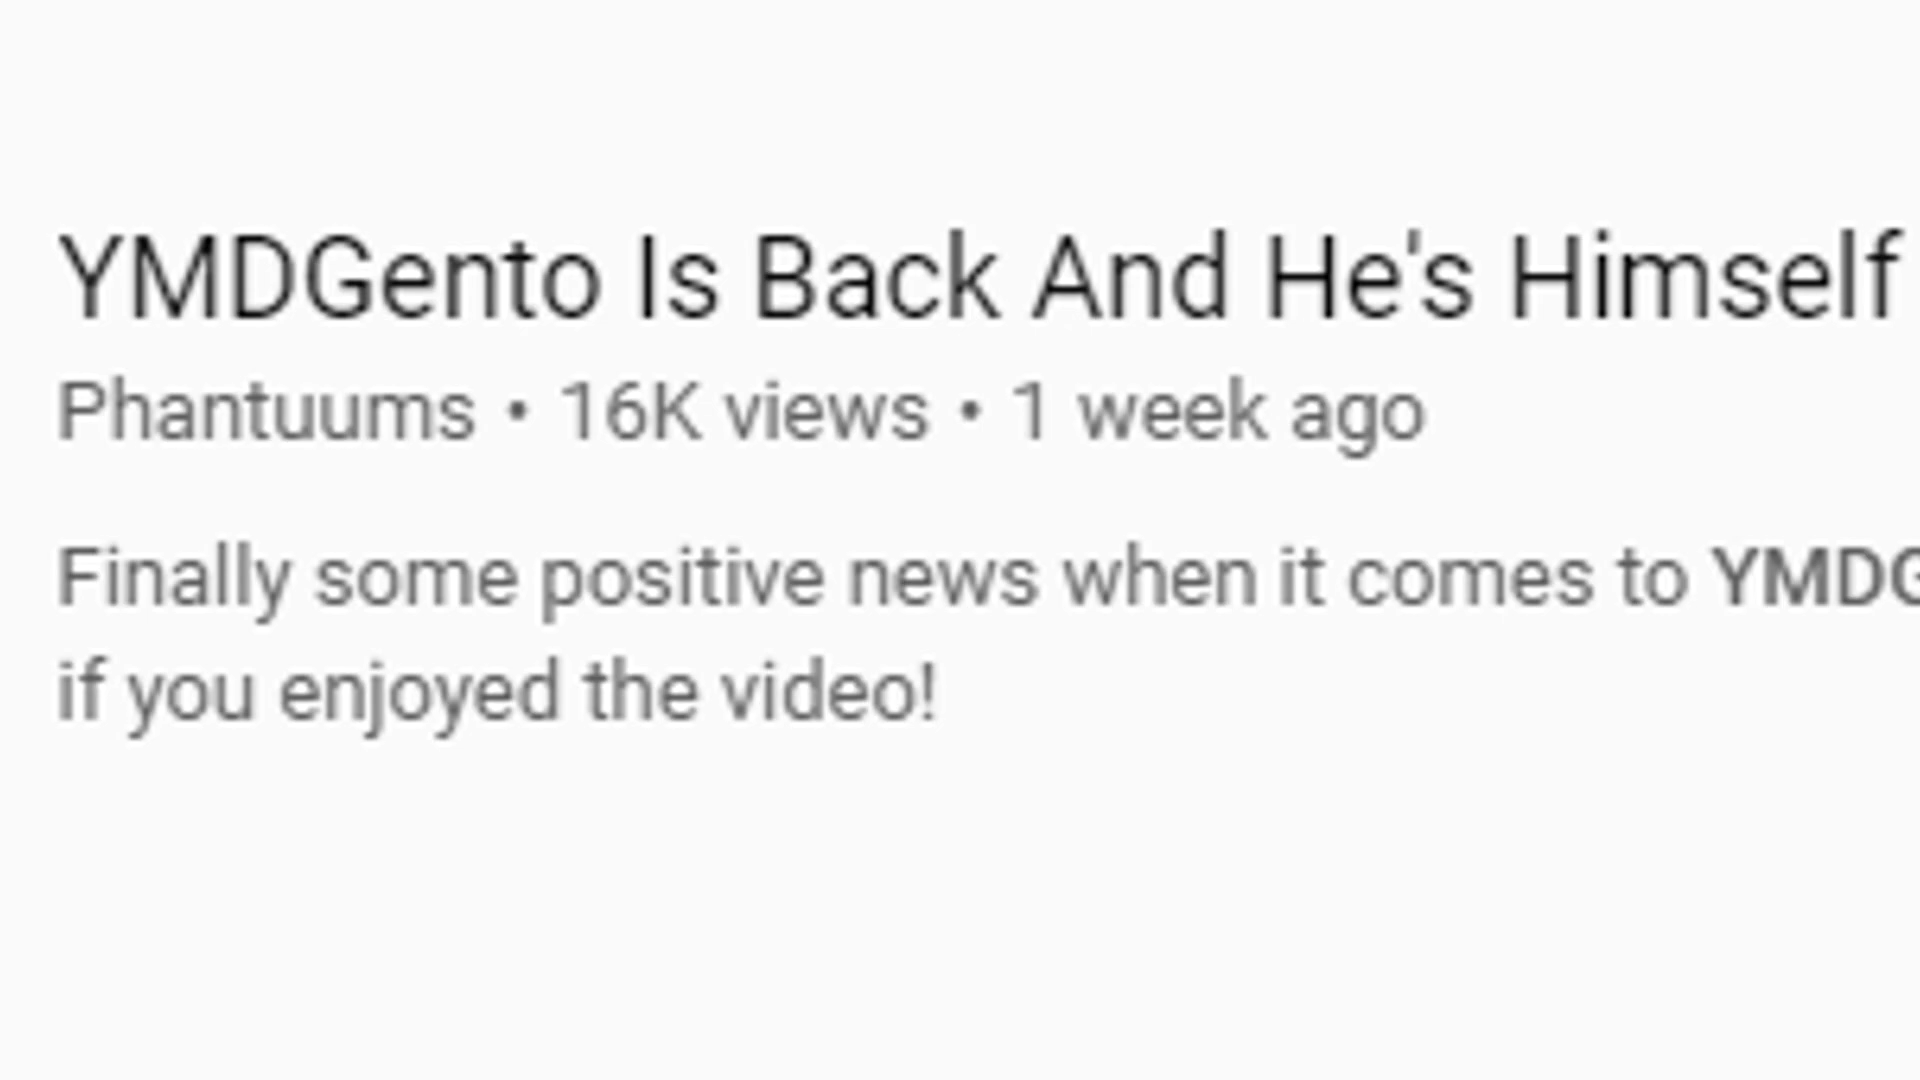 YMDGento Is Back And He's Himself
Phantuums • 16K views • 1 week ago
Finally some positive news when it comes to YMDG
if you enjoyed the video!